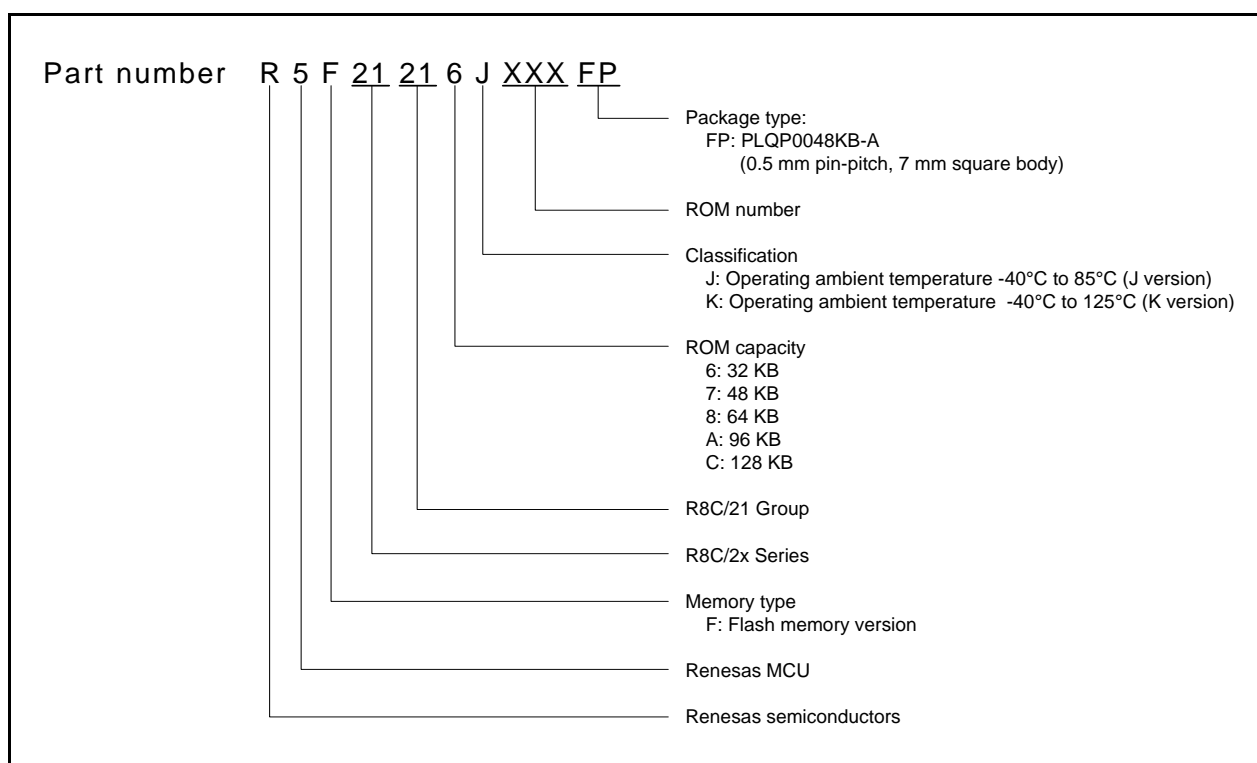 Part number R 5 F 21 21 6 J XXX FP
Package type:
FP: PLQP0048KB-A
(0.5 mm pin-pitch, 7 mm square body)
ROM number
Classification
J: Operating ambient temperature -40°C to 85°C (J version)
K: Operating ambient temperature -40°C to 125°C (K version)
ROM capacity
6: 32 KB
7: 48 KB
8: 64 KB
A: 96 KB
C: 128 KB
R8C/21 Group
R8C/2x Series
Memory type
F: Flash memory version
Renesas MCU
Renesas semiconductors